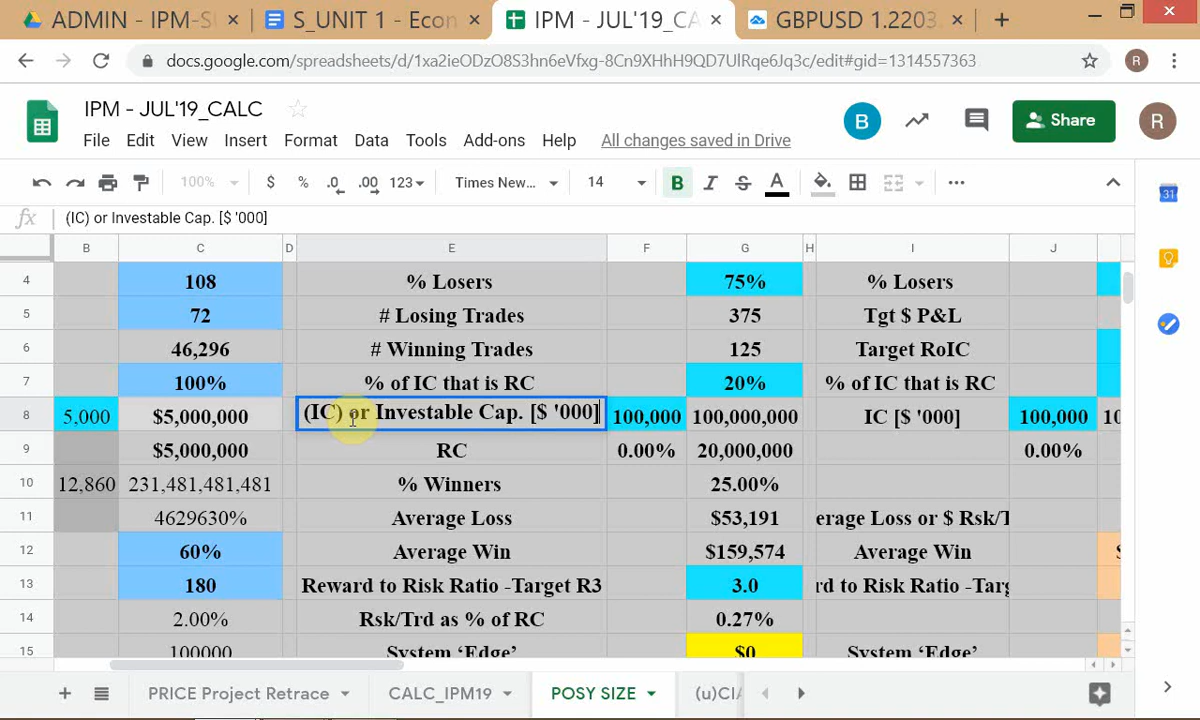 ADMIN - IPM-S
S_UNIT 1 - Econ
IPM - JUL'19_CA
GBPUSD 1.2203
docs.google.com/spreadsheets/d/1xa2ieODzO8S3hn6eVfxg-8Cn9XHhH9QD7UlRqe6Jq3c/edit#gid=1314557363
R
IPM - JUL'19_CALC
File Edit View Insert Format Data Tools Add-ons Help All changes saved in Drive
B
Share
R
100% $ % .0 .00 123 Times New... 14 B I S A
31
fx (IC) or Investable Cap. [$ '000]
B C D E F G H I J
4 108 % Losers 75% % Losers
5 72 # Losing Trades 375 Tgt $ P&L
6 46,296 # Winning Trades 125 Target RoIC
7 100% % of IC that is RC 20% % of IC that is RC
8 5,000 $5,000,000 (IC) or Investable Cap. [$ '000] 100,000 100,000,000 IC [$ '000] 100,000 10
9 $5,000,000 RC 0.00% 20,000,000 0.00%
10 12,860 231,481,481,481 % Winners 25.00%
11 4629630% Average Loss $53,191 erage Loss or $ Rsk/T
12 60% Average Win $159,574 Average Win $
13 180 Reward to Risk Ratio -Target R3 3.0 rd to Risk Ratio -Targ
14 2.00% Rsk/Trd as % of RC 0.27%
15 100000 System ‘Edge’ $0 System ‘Edge’
PRICE Project Retrace CALC_IPM19 POSY SIZE (u)CIA